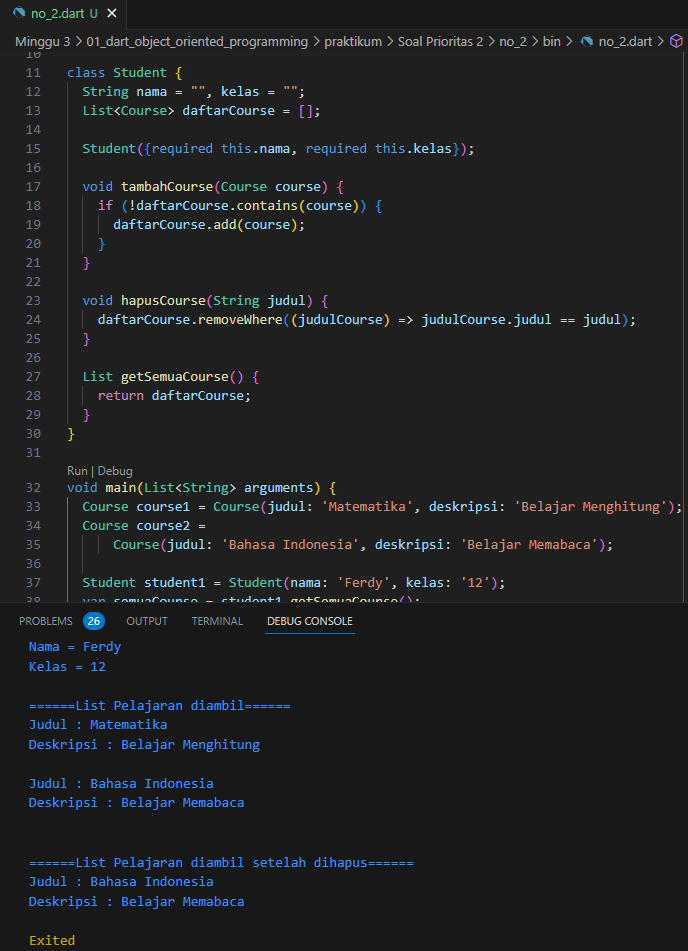 no_2.dart U
Minggu 3 > 01_dart_object_oriented_programming > praktikum > Soal Prioritas 2 > no_2 > bin > no_2.dart >
10
11 class Student {
12 String nama = "", kelas = "";
13 List<Course> daftarCourse = [];
14
15 Student({required this.nama, required this.kelas});
16
17 void tambahCourse(Course course) {
18 if (!daftarCourse.contains(course)) {
19 daftarCourse.add(course);
20 }
21 }
22
23 void hapusCourse(String judul) {
24 daftarCourse.removeWhere((judulCourse) => judulCourse.judul == judul);
25 }
26
27 List getSemuaCourse() {
28 return daftarCourse;
29 }
30 }
31
Run | Debug
32 void main(List<String> arguments) {
33 Course course1 = Course(judul: 'Matematika', deskripsi: 'Belajar Menghitung');
34 Course course2 =
35 Course(judul: 'Bahasa Indonesia', deskripsi: 'Belajar Memabaca');
36
37 Student student1 = Student(nama: 'Ferdy', kelas: '12');
38 var semuaCourse = student1.getSemuaCourse();
PROBLEMS 26 OUTPUT TERMINAL DEBUG CONSOLE
Nama = Ferdy
Kelas = 12
======List Pelajaran diambil======
Judul : Matematika
Deskripsi : Belajar Menghitung
Judul : Bahasa Indonesia
Deskripsi : Belajar Memabaca
======List Pelajaran diambil setelah dihapus======
Judul : Bahasa Indonesia
Deskripsi : Belajar Memabaca
Exited